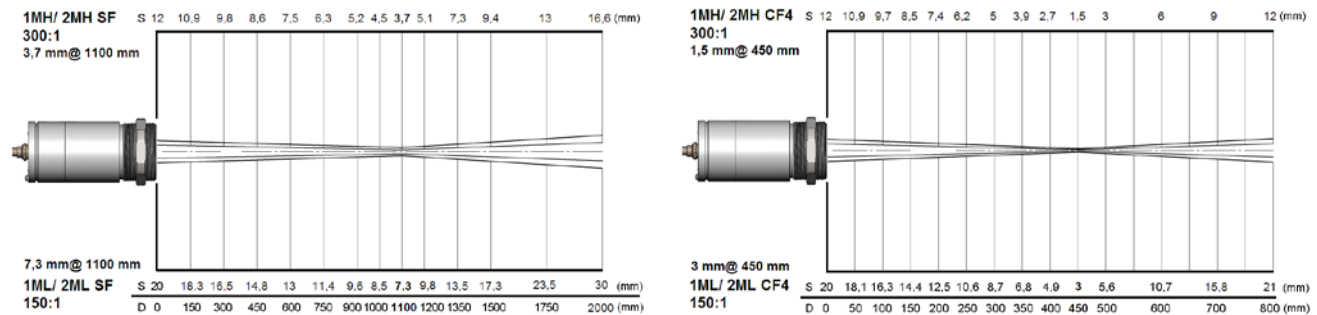 1MH/ 2MH SF S 12 10,9 9,8 8,6 7,5 6,3 5,2 4,5 3,7 5,1 7,3 9,4 13 16,6 (mm)
300:1
3,7 mm@ 1100 mm
7,3 mm@ 1100 mm
1ML/ 2ML SF S 20 18,3 16,5 14,8 13 11,4 9,6 8,5 7,3 9,8 13,5 17,3 23,5 30 (mm)
150:1 D 0 150 300 450 600 750 900 1000 1100 1200 1350 1500 1750 2000 (mm)
1MH/ 2MH CF4 S 12 10,9 9,7 8,5 7,4 6,2 5 3,9 2,7 1,5 3 6 9 12 (mm)
300:1
1,5 mm@ 450 mm
3 mm@ 450 mm
1ML/ 2ML CF4 S 20 18,1 16,3 14,4 12,5 10,6 8,7 6,8 4,9 3 5,6 10,7 15,8 21 (mm)
150:1 D 0 50 100 150 200 250 300 350 400 450 500 600 700 800 (mm)